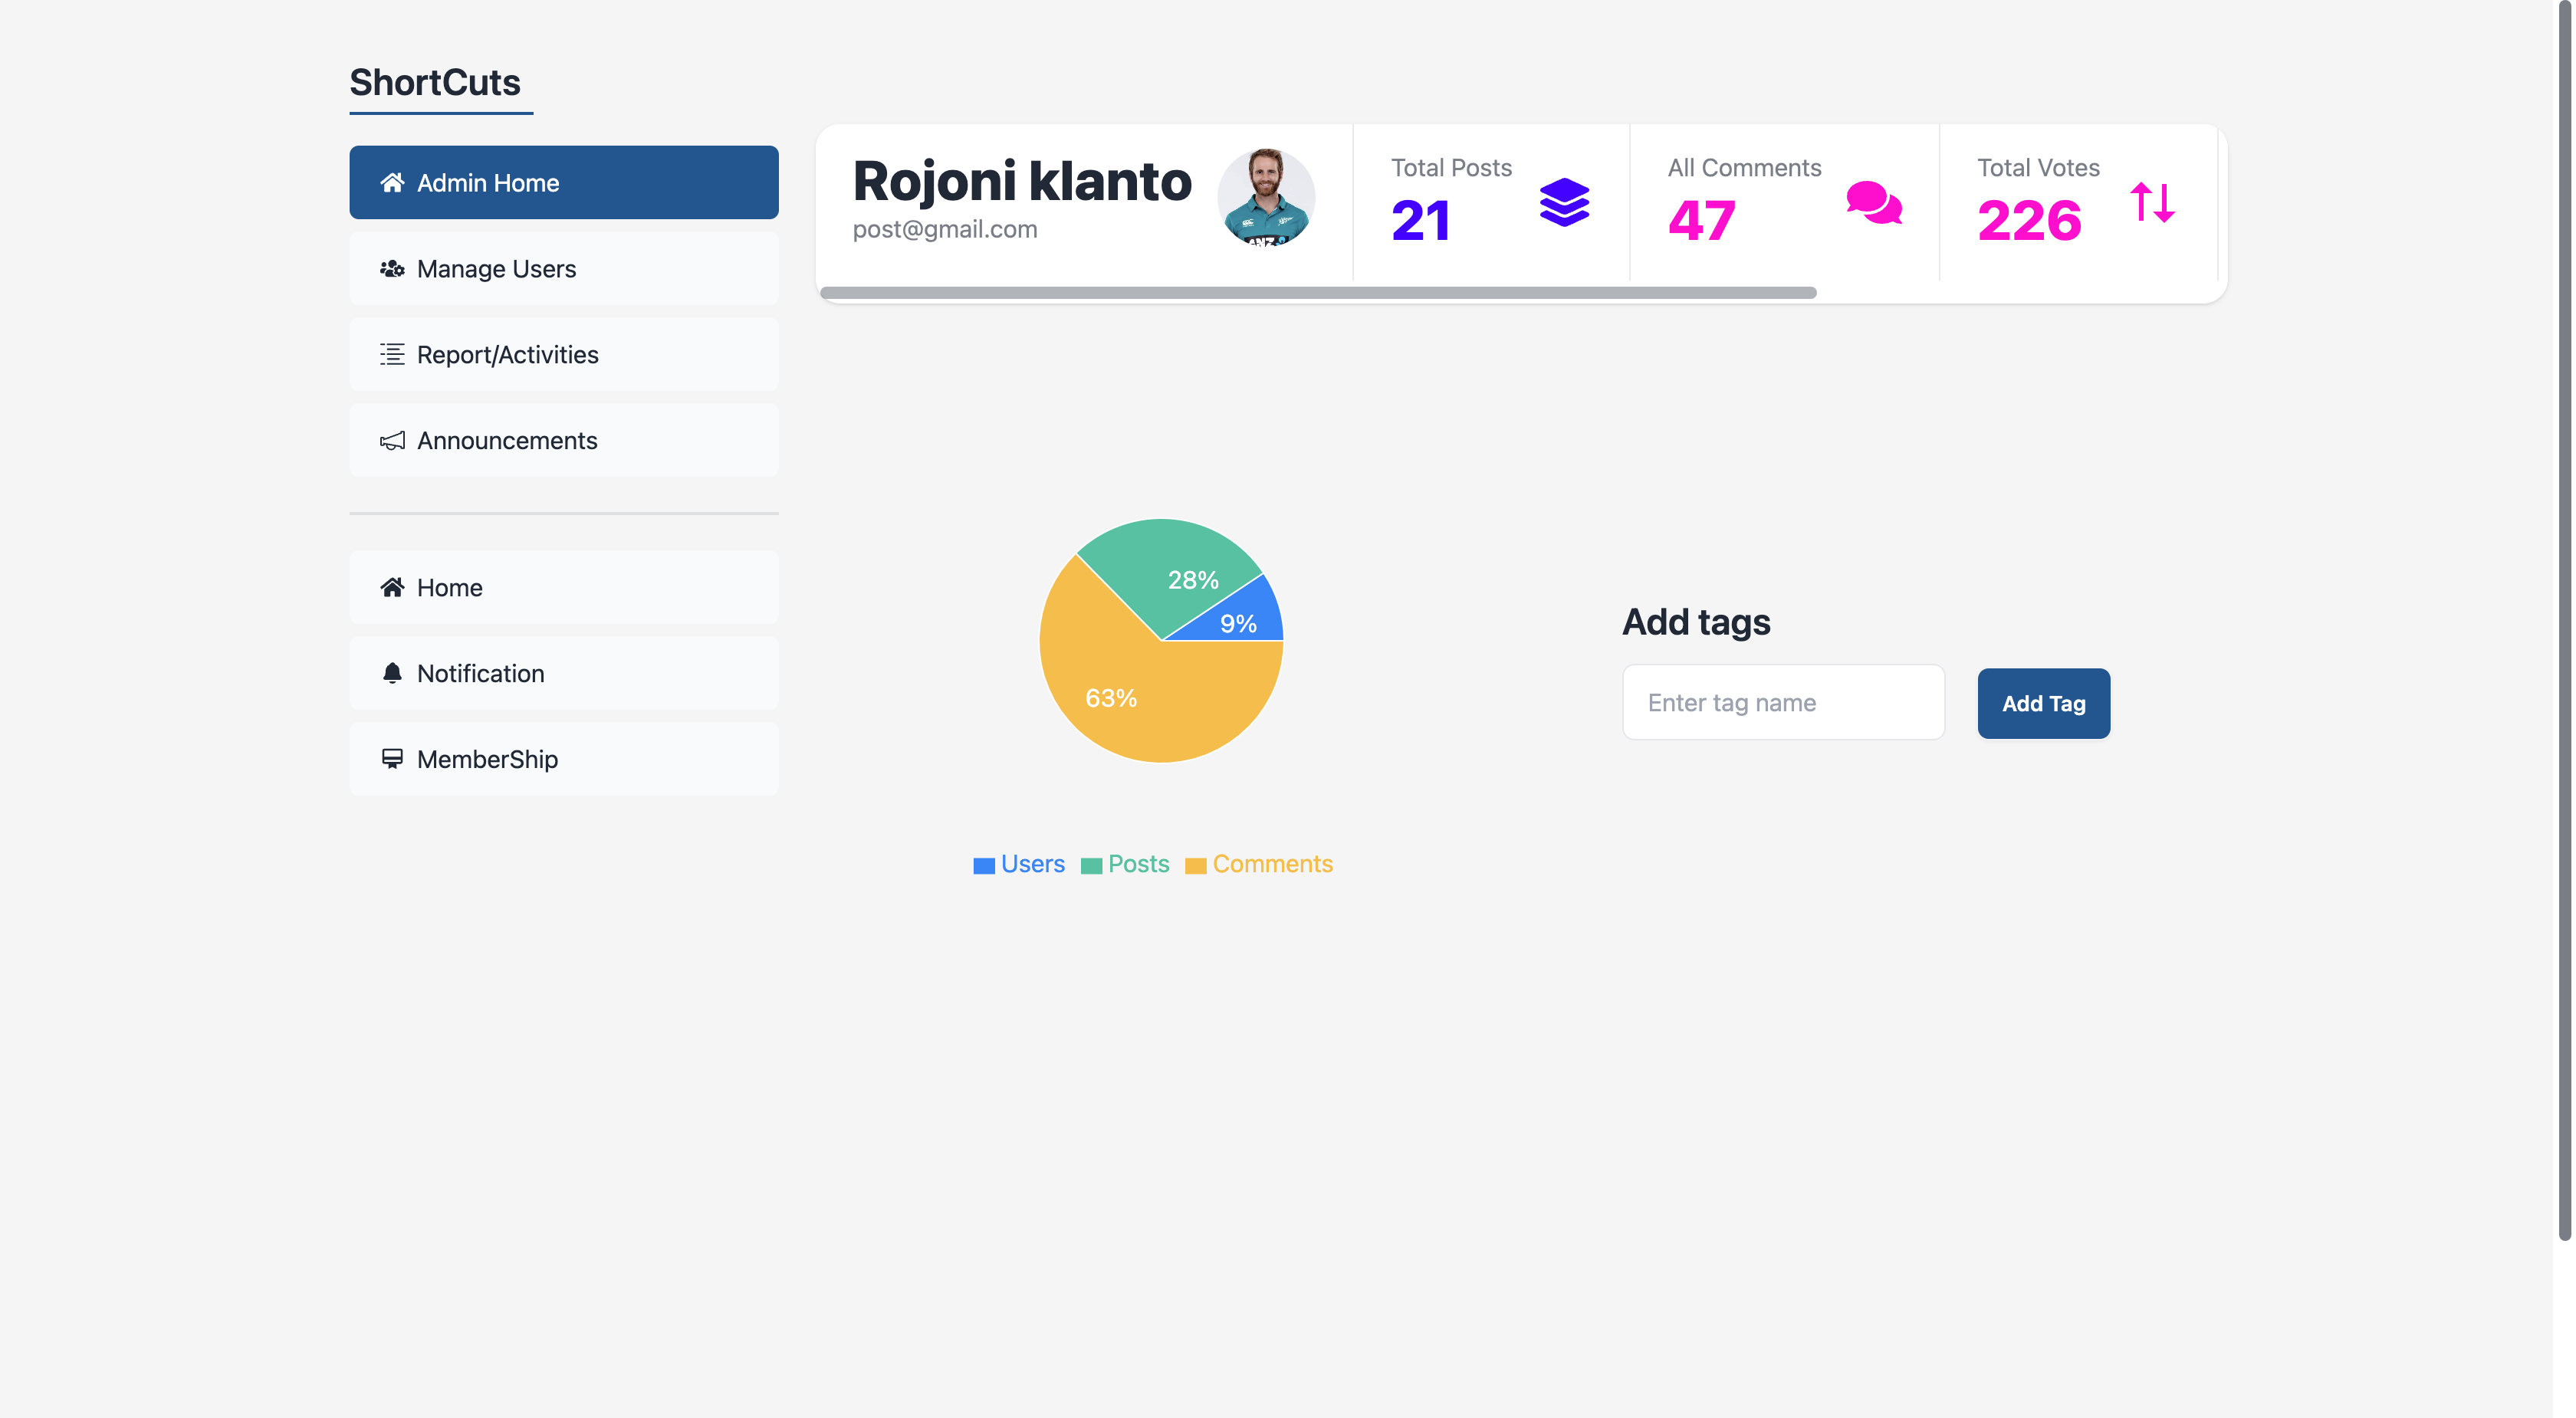 ShortCuts
Admin Home
Manage Users
Report/Activities
Announcements
Home
Notification
MemberShip
Rojoni klanto
post@gmail.com
Total Posts
21
All Comments
47
Total Votes
226
28%
9%
63%
Users
Posts
Comments
Add tags
Enter tag name
Add Tag